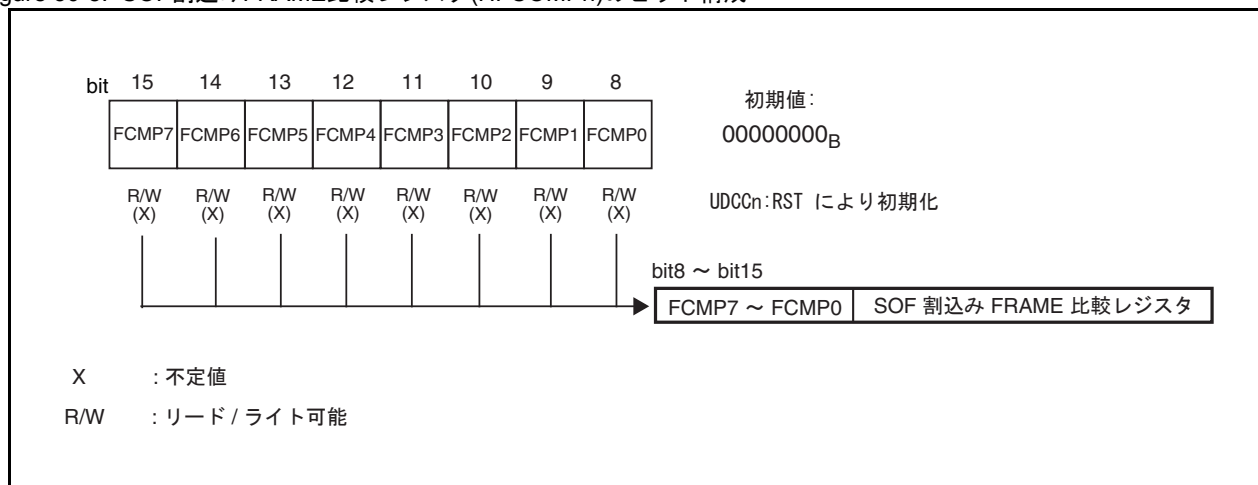 bit 15 14 13 12 11 10 9 8
FCMP7 FCMP6 FCMP5 FCMP4 FCMP3 FCMP2 FCMP1 FCMP0
初期値:
00000000B
R/W R/W R/W R/W R/W R/W R/W R/W
(X) (X) (X) (X) (X) (X) (X) (X)
UDCCn:RST により初期化
bit8 ～ bit15
FCMP7 ～ FCMP0 SOF 割込み FRAME 比較レジスタ
X : 不定値
R/W : リード / ライト可能